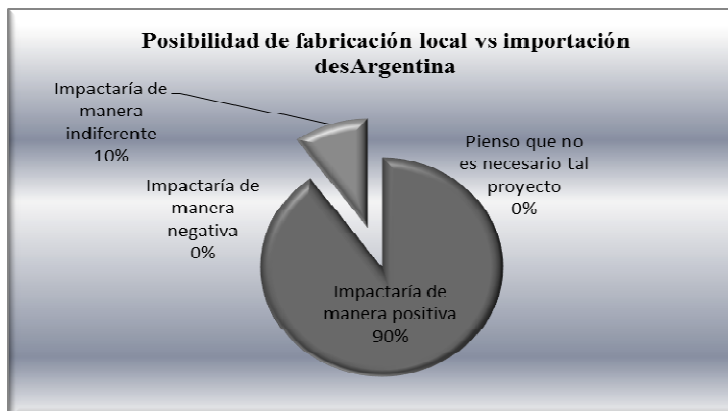 Posibilidad de fabricación local vs importación
desArgentina
Impactaría de
manera
indiferente
10%
Pienso que no
es necesario tal
proyecto
0%
Impactaría de
manera
negativa
0%
Impactaría de
manera positiva
90%